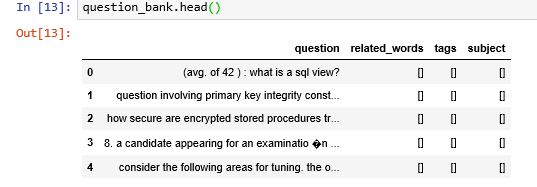 In [13]: question_bank.head()
Out[13]:
question related_words tags subject
0 (avg. of 42 ) : what is a sql view? [] [] []
1 question involving primary key integrity const... [] [] []
2 how secure are encrypted stored procedures tr... [] [] []
3 8. a candidate appearing for an examinatio �n ... [] [] []
4 consider the following areas for tuning. the o... [] [] []